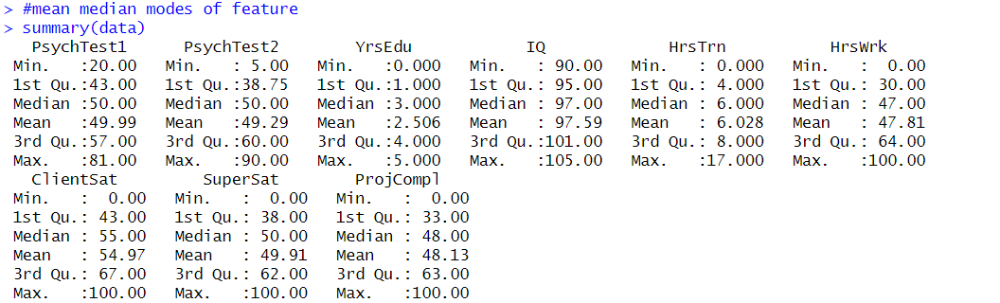 > #mean median modes of feature
> summary(data)
PsychTest1 PsychTest2 YrsEdu IQ HrsTrn HrsWrk
Min. :20.00 Min. : 5.00 Min. :0.000 Min. : 90.00 Min. : 0.000 Min. : 0.00
1st Qu.:43.00 1st Qu.:38.75 1st Qu.:1.000 1st Qu.: 95.00 1st Qu.: 4.000 1st Qu.: 30.00
Median :50.00 Median :50.00 Median :3.000 Median : 97.00 Median : 6.000 Median : 47.00
Mean :49.99 Mean :49.29 Mean :2.506 Mean : 97.59 Mean : 6.028 Mean : 47.81
3rd Qu.:57.00 3rd Qu.:60.00 3rd Qu.:4.000 3rd Qu.:101.00 3rd Qu.: 8.000 3rd Qu.: 64.00
Max. :81.00 Max. :90.00 Max. :5.000 Max. :105.00 Max. :17.000 Max. :100.00
ClientSat SuperSat ProjCompl
Min. : 0.00 Min. : 0.00 Min. : 0.00
1st Qu.: 43.00 1st Qu.: 38.00 1st Qu.: 33.00
Median : 55.00 Median : 50.00 Median : 48.00
Mean : 54.97 Mean : 49.91 Mean : 48.13
3rd Qu.: 67.00 3rd Qu.: 62.00 3rd Qu.: 63.00
Max. :100.00 Max. :100.00 Max. :100.00